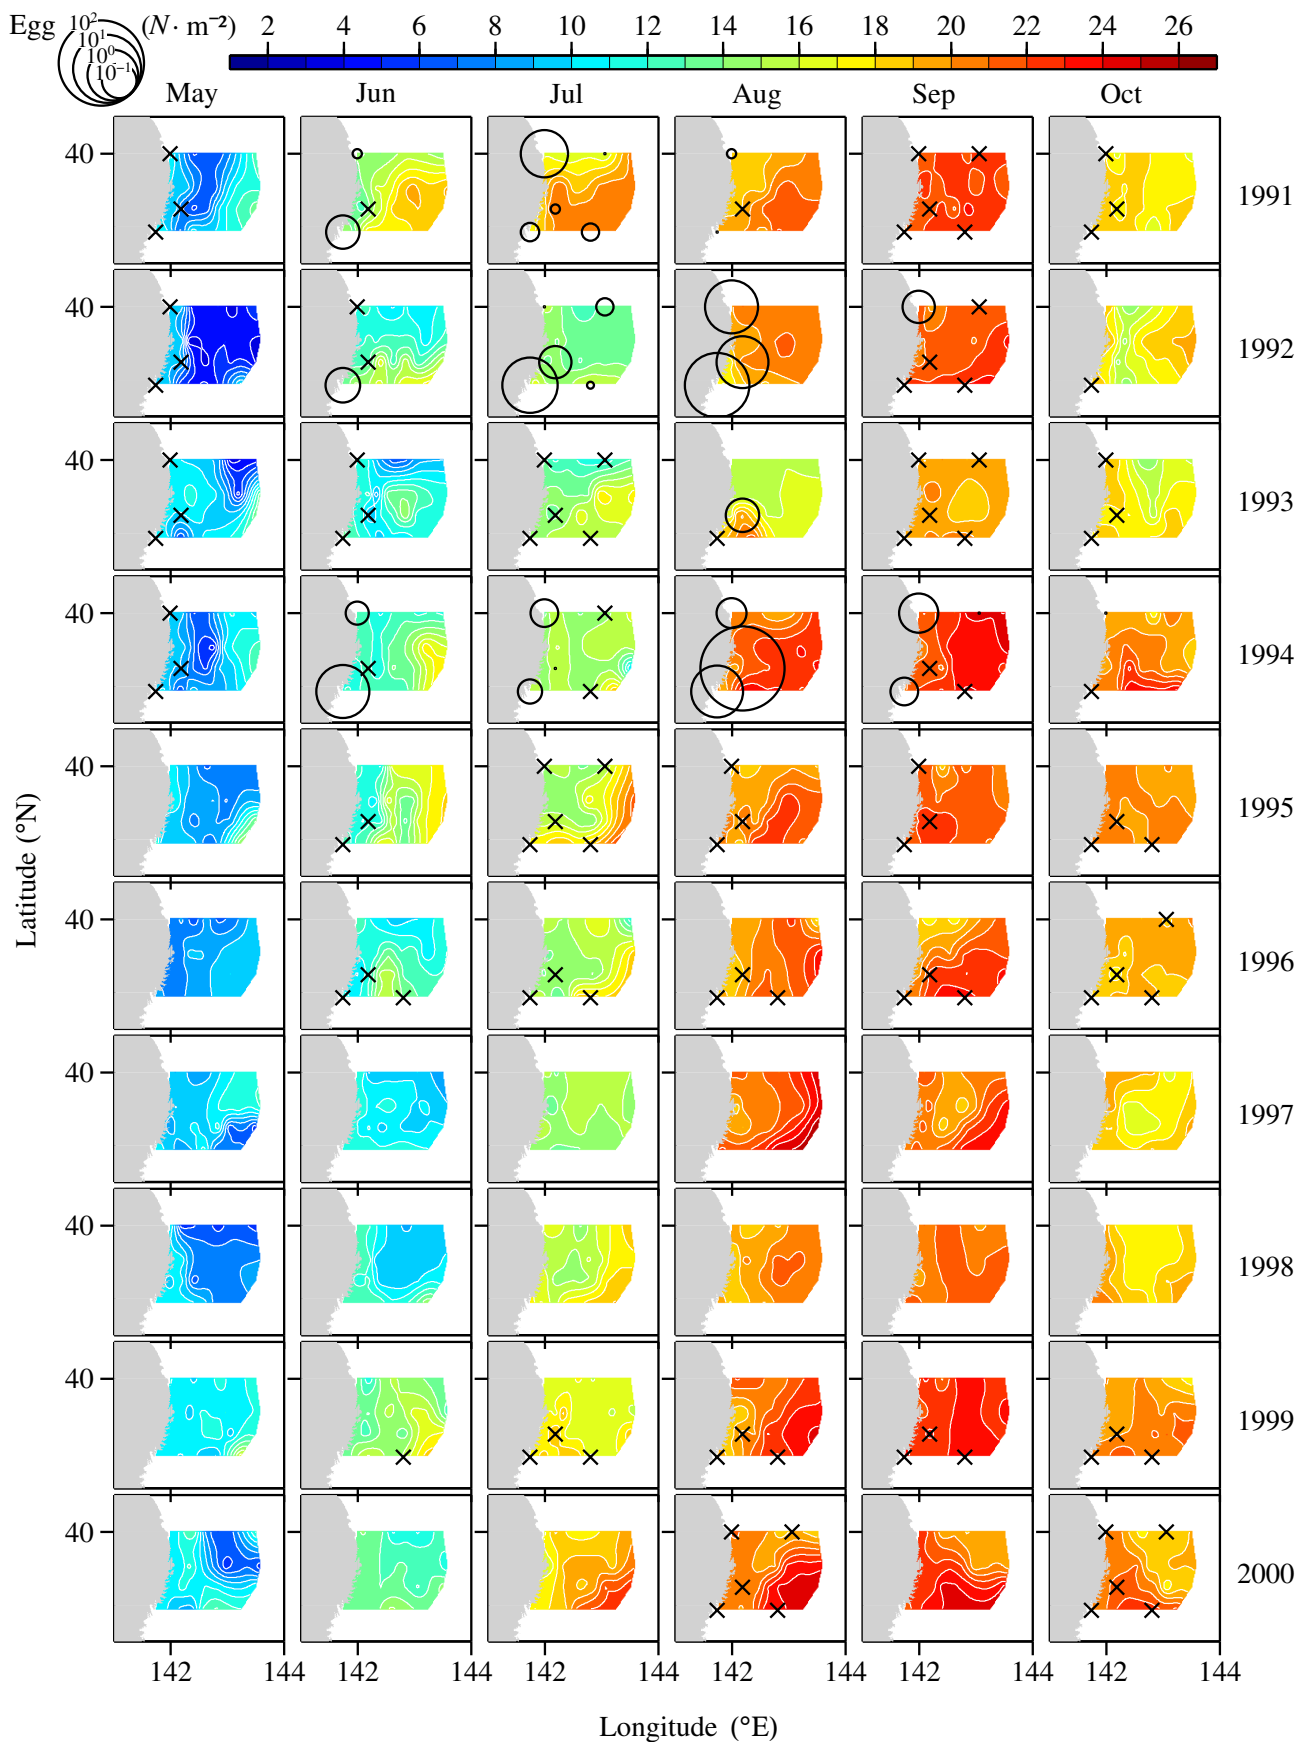 Egg 10² 10¹ 10⁰ 10⁻¹ (N · m⁻²) 2 4 6 8 10 12 14 16 18 20 22 24 26
May Jun Jul Aug Sep Oct
40 1991
40 1992
40 1993
40 1994
40 1995
40 1996
40 1997
40 1998
40 1999
40 2000
Latitude (°N)
142 144 142 144 142 144 142 144 142 144 142 144
Longitude (°E)